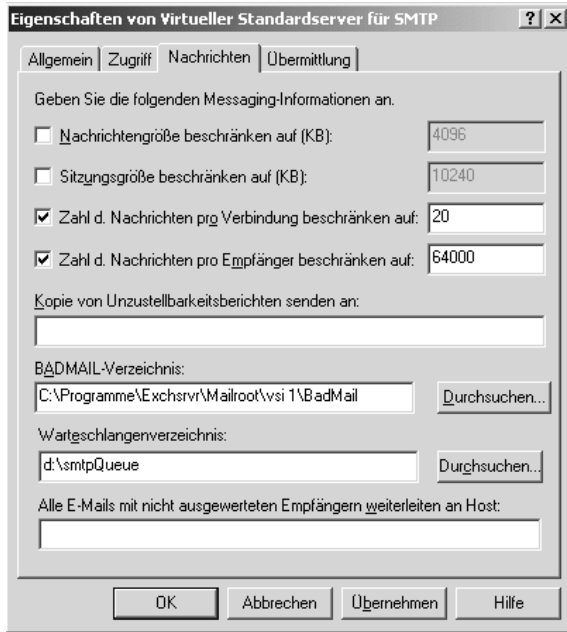 Eigenschaften von Virtueller Standardserver für SMTP
Allgemein Zugriff Nachrichten Übermittlung
Geben Sie die folgenden Messaging-Informationen an.
Nachrichtengröße beschränken auf (KB): 4096
Sitzungsgröße beschränken auf (KB): 10240
Zahl d. Nachrichten pro Verbindung beschränken auf: 20
Zahl d. Nachrichten pro Empfänger beschränken auf: 64000
Kopie von Unzustellbarkeitsberichten senden an:
BADMAIL-Verzeichnis:
C:\Programme\Exchsrvr\Mailroot\vsi 1\BadMail Durchsuchen...
Warteschlangenverzeichnis:
d:\smtpQueue Durchsuchen...
Alle E-Mails mit nicht ausgewerteten Empfängern weiterleiten an Host:
OK Abbrechen Übernehmen Hilfe